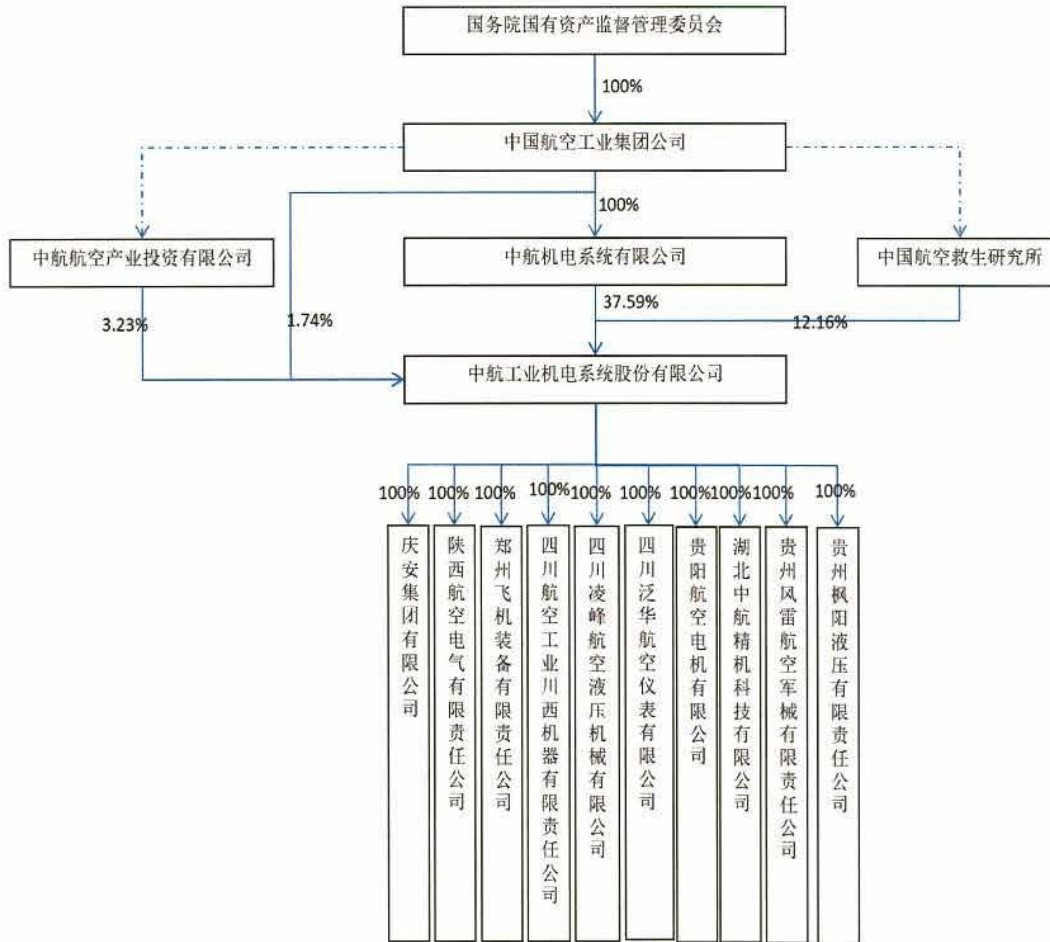 国务院国有资产监督管理委员会
100%
中国航空工业集团公司
100%
中航航空产业投资有限公司
中航机电系统有限公司
中国航空救生研究所
3.23%
1.74%
37.59%
12.16%
中航工业机电系统股份有限公司
100%
100%
100%
100%
100%
100%
100%
100%
100%
100%
庆安集团有限公司
陕西航空电气有限责任公司
郑州飞机装备有限责任公司
四川航空工业川西机器有限责任公司
四川凌峰航空液压机械有限公司
四川泛华航空仪表有限公司
贵阳航空电机有限公司
湖北中航精机科技有限公司
贵州风雷航空军械有限责任公司
贵州枫阳液压有限责任公司